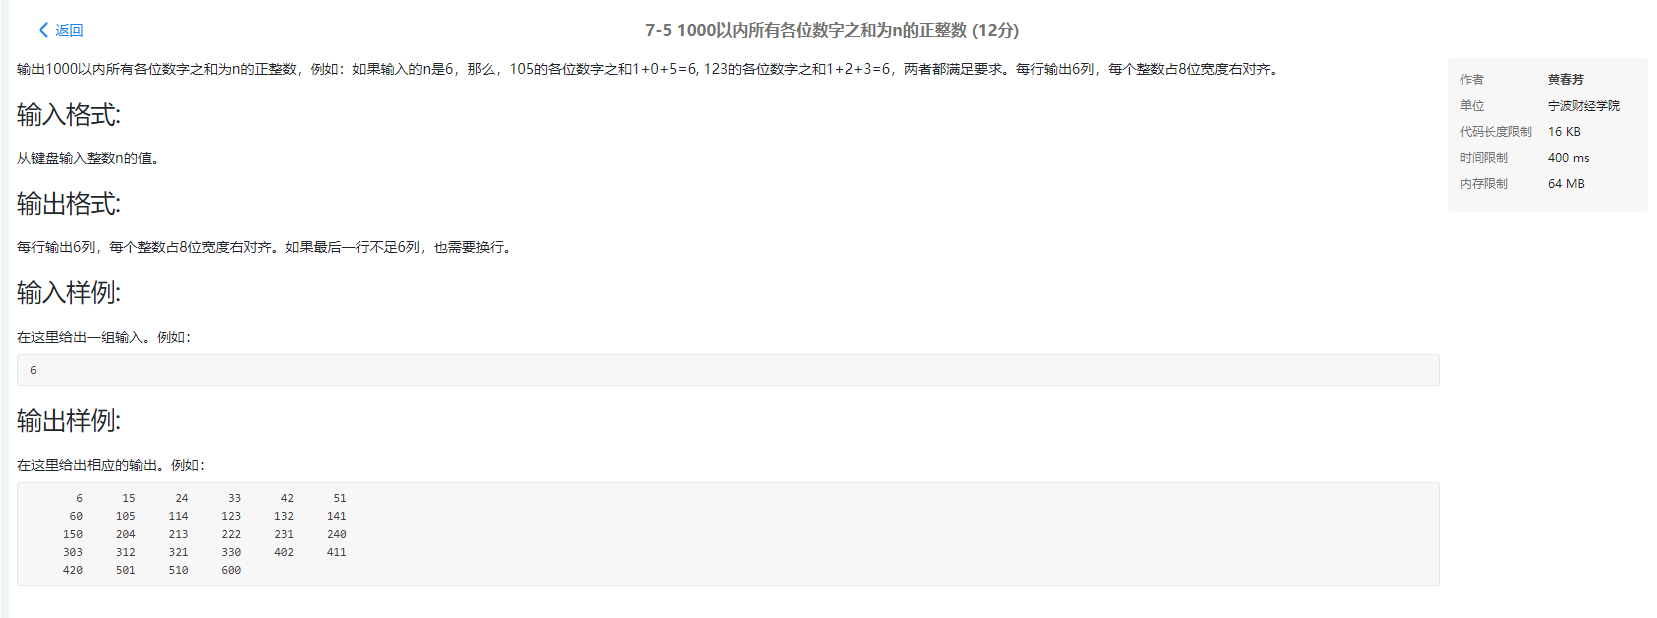 返回
7-5 1000以内所有各位数字之和为n的正整数 (12分)
输出1000以内所有各位数字之和为n的正整数，例如：如果输入的n是6，那么，105的各位数字之和1+0+5=6, 123的各位数字之和1+2+3=6，两者都满足要求。每行输出6列，每个整数占8位宽度右对齐。
作者 黄春芳
单位 宁波财经学院
代码长度限制 16 KB
时间限制 400 ms
内存限制 64 MB
输入格式:
从键盘输入整数n的值。
输出格式:
每行输出6列，每个整数占8位宽度右对齐。如果最后一行不足6列，也需要换行。
输入样例:
在这里给出一组输入。例如：
6
输出样例:
在这里给出相应的输出。例如：
6 15 24 33 42 51
60 105 114 123 132 141
150 204 213 222 231 240
303 312 321 330 402 411
420 501 510 600